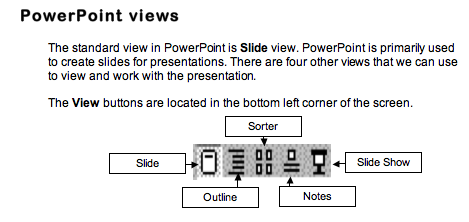 PowerPoint views
The standard view in PowerPoint is Slide view. PowerPoint is primarily used
to create slides for presentations. There are four other views that we can use
to view and work with the presentation.
The View buttons are located in the bottom left corner of the screen.
Sorter
Slide
Slide Show
Outline
Notes